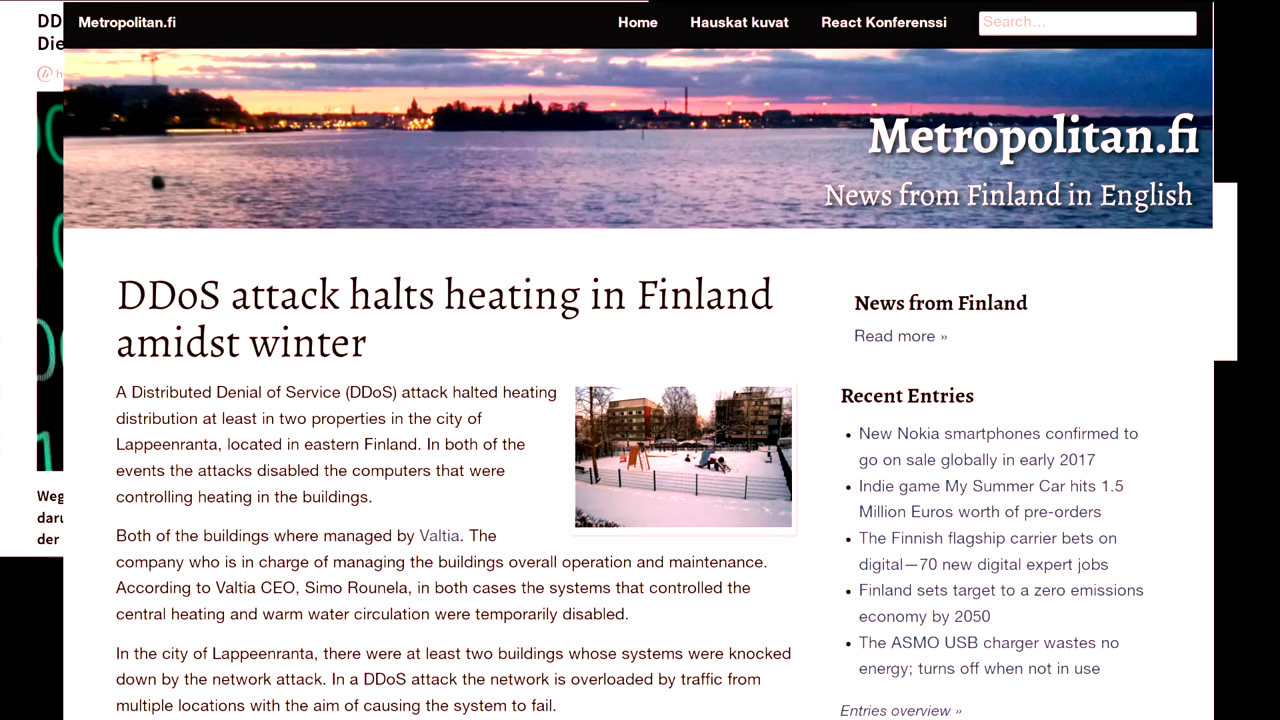 DD
Die
h
Weg
daru
der
Metropolitan.fi
Home Hauskat kuvat React Konferenssi Search...
Metropolitan.fi
News from Finland in English
DDoS attack halts heating in Finland
amidst winter
A Distributed Denial of Service (DDoS) attack halted heating
distribution at least in two properties in the city of
Lappeenranta, located in eastern Finland. In both of the
events the attacks disabled the computers that were
controlling heating in the buildings.
Both of the buildings where managed by Valtia. The
company who is in charge of managing the buildings overall operation and maintenance.
According to Valtia CEO, Simo Rounela, in both cases the systems that controlled the
central heating and warm water circulation were temporarily disabled.
In the city of Lappeenranta, there were at least two buildings whose systems were knocked
down by the network attack. In a DDoS attack the network is overloaded by traffic from
multiple locations with the aim of causing the system to fail.
News from Finland
Read more »
Recent Entries
• New Nokia smartphones confirmed to
go on sale globally in early 2017
• Indie game My Summer Car hits 1.5
Million Euros worth of pre-orders
• The Finnish flagship carrier bets on
digital—70 new digital expert jobs
• Finland sets target to a zero emissions
economy by 2050
• The ASMO USB charger wastes no
energy; turns off when not in use
Entries overview »